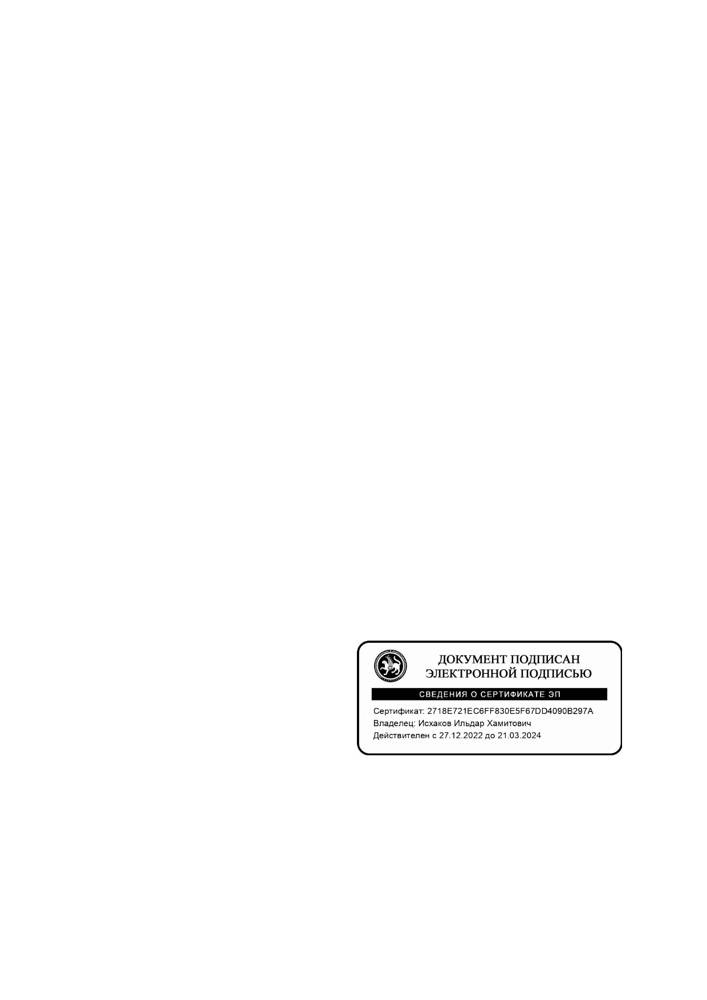 ДОКУМЕНТ ПОДПИСАН
ЭЛЕКТРОННОЙ ПОДПИСЬЮ
СВЕДЕНИЯ О СЕРТИФИКАТЕ ЭП
Сертификат: 2718E721EC6FF830E5F67DD4090B297A
Владелец: Исхаков Ильдар Хамитович
Действителен с 27.12.2022 до 21.03.2024